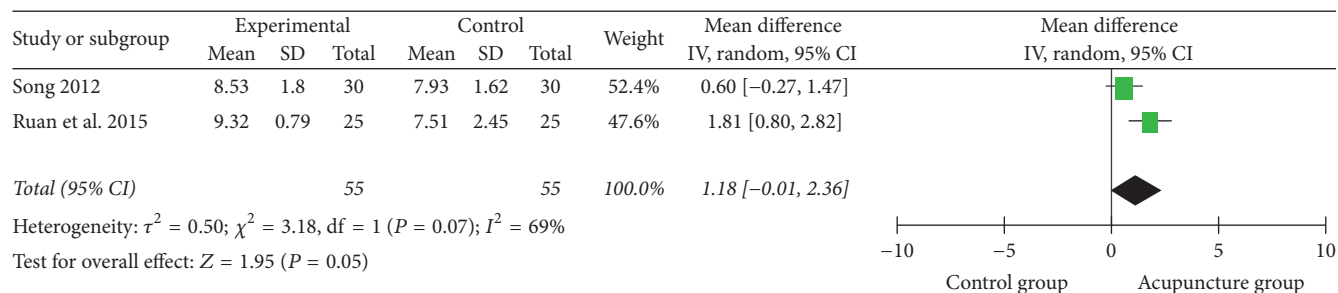 Study or subgroup Experimental Control Weight Mean difference Mean difference
Mean SD Total Mean SD Total IV, random, 95% CI IV, random, 95% CI
Song 2012 8.53 1.8 30 7.93 1.62 30 52.4% 0.60 [−0.27, 1.47]
Ruan et al. 2015 9.32 0.79 25 7.51 2.45 25 47.6% 1.81 [0.80, 2.82]
Total (95% CI) 55 55 100.0% 1.18 [−0.01, 2.36]
Heterogeneity: τ² = 0.50; χ² = 3.18, df = 1 (P = 0.07); I² = 69%
Test for overall effect: Z = 1.95 (P = 0.05)
−10 −5 0 5 10
Control group Acupuncture group